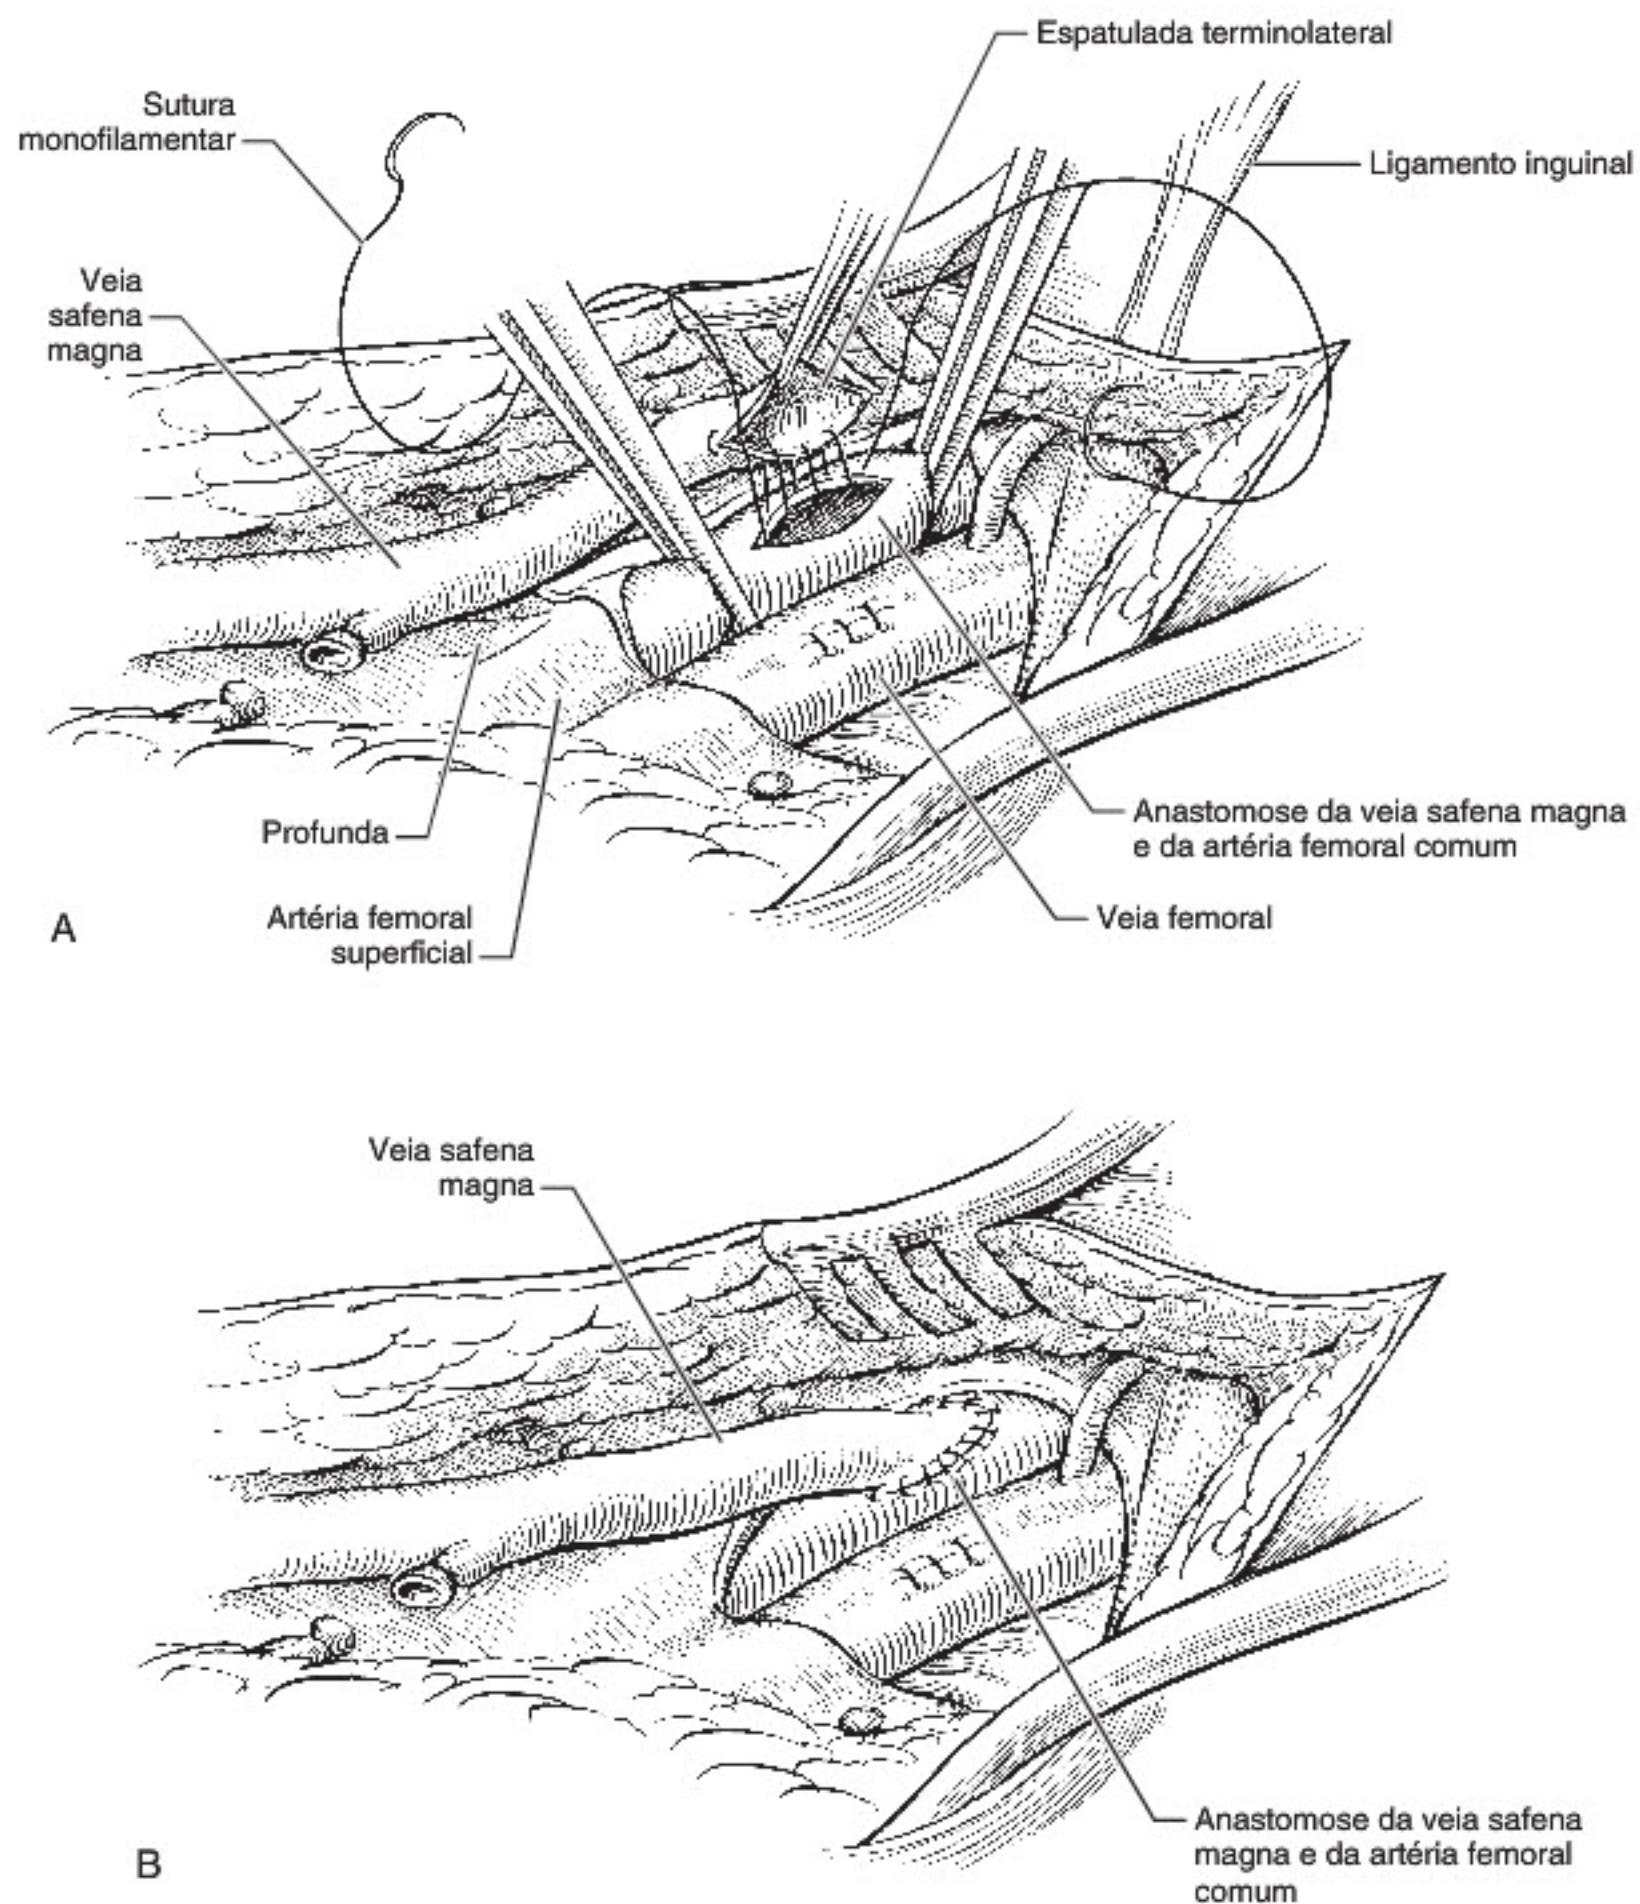 Espatulada terminolateral
Sutura
monofilamentar
Ligamento inguinal
Veia
safena
magna
Profunda
Anastomose da veia safena magna
e da artéria femoral comum
Artéria femoral
superficial
Veia femoral
A
Veia safena
magna
Anastomose da veia safena
magna e da artéria femoral
comum
B